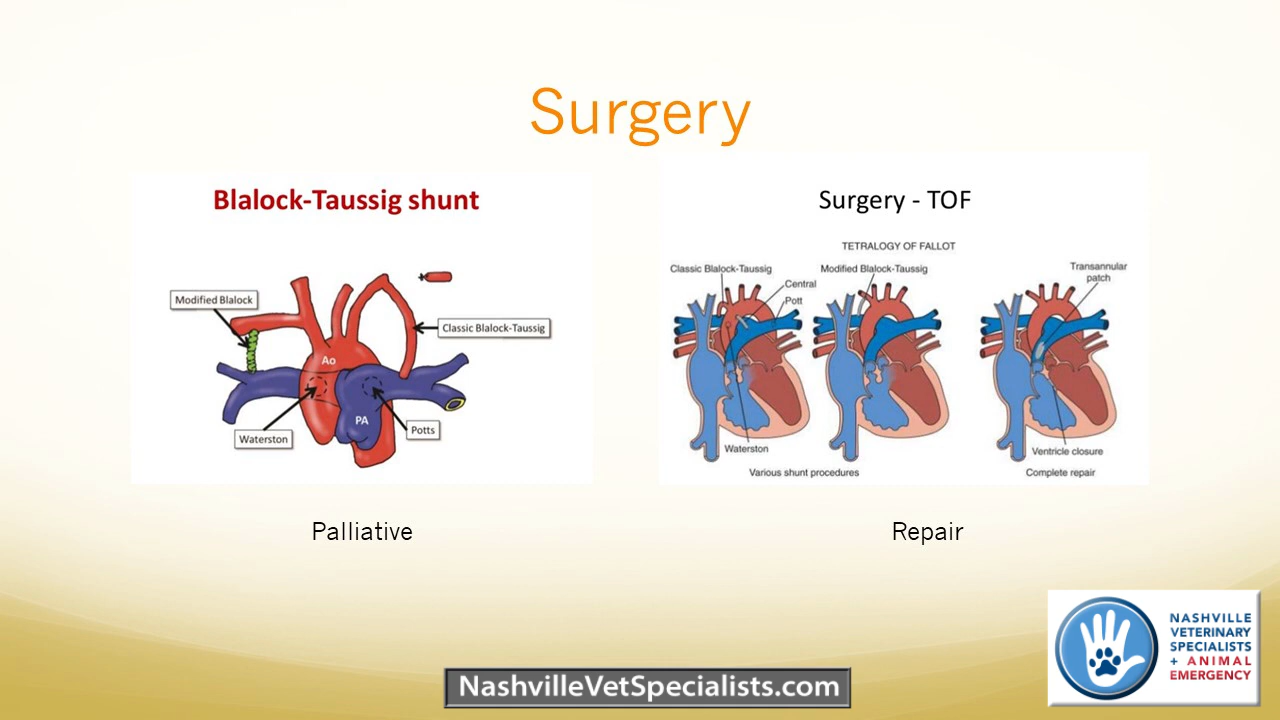 Surgery
Blalock-Taussig shunt
Modified Blalock
Classic Blalock-Taussig
Ao
PA
Waterston
Potts
Palliative
Surgery - TOF
TETRALOGY OF FALLOT
Classic Blalock-Taussig
Central
Pott
Modified Blalock-Taussig
Transannular
patch
Waterston
Various shunt procedures
Ventricle closure
Complete repair
Repair
NashvilleVetSpecialists.com
NASHVILLE
VETERINARY
SPECIALISTS
+ ANIMAL
EMERGENCY